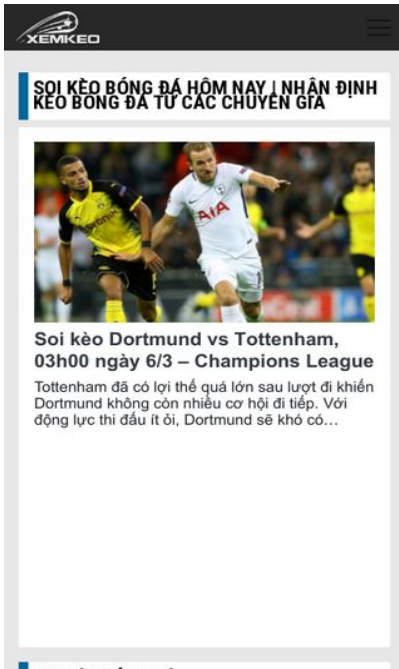 XEMKEO
SOI KÈO BÓNG ĐÁ HÔM NAY | NHẬN ĐỊNH
KÈO BÓNG ĐÁ TỪ CÁC CHUYÊN GIA
AIA
Soi kèo Dortmund vs Tottenham,
03h00 ngày 6/3 – Champions League
Tottenham đã có lợi thế quá lớn sau lượt đi khiến
Dortmund không còn nhiều cơ hội đi tiếp. Với
động lực thi đấu ít ỏi, Dortmund sẽ khó có…